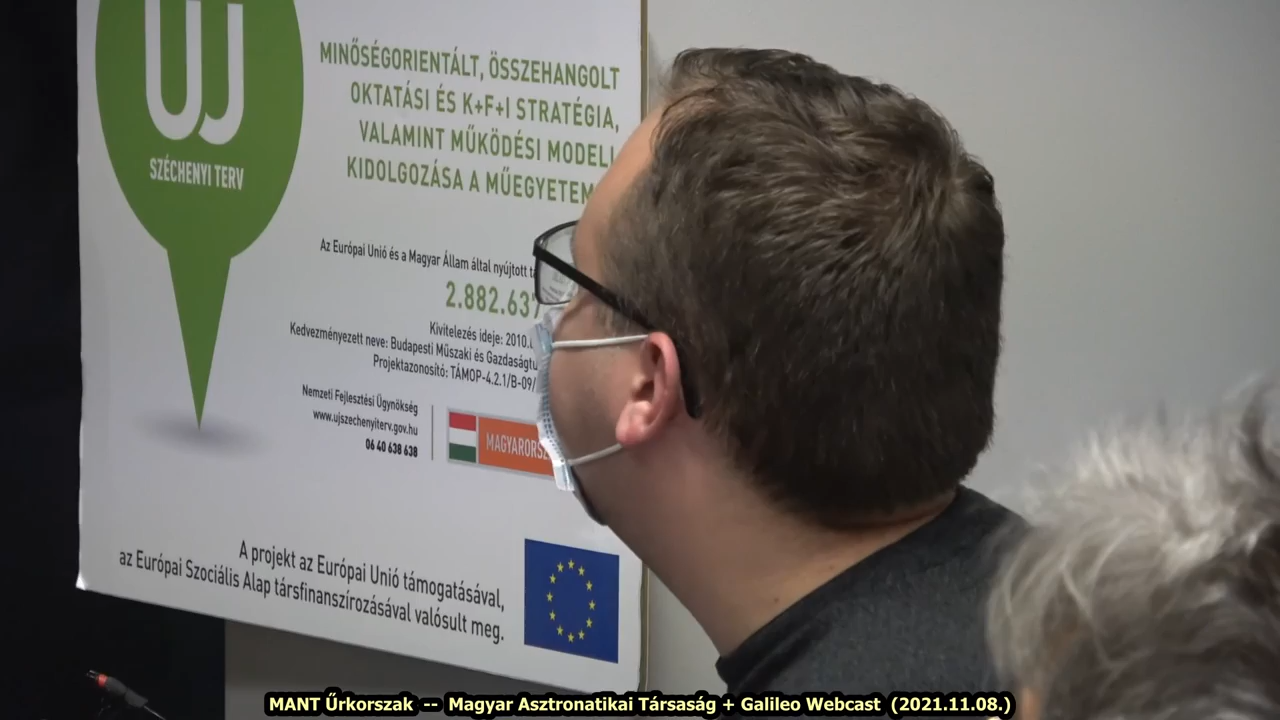 ÚJ
SZÉCHENYI TERV
MINŐSÉGORIENTÁLT, ÖSSZEHANGOLT
OKTATÁSI ÉS K+F+I STRATÉGIA,
VALAMINT MŰKÖDÉSI MODELL
KIDOLGOZÁSA A
Az Európai Unió és a Magyar Állam által nyújtott
2.882.637
Kivitelezés ideje: 2010.
Kedvezményezett neve: Budapesti Műszaki és
Projektazonosító: TÁMOP-4.2.1/B-09/
Nemzeti Fejlesztési Ügynökség
www.ujszechenyiterv.gov.hu
06 40 638 638
A projekt az Európai Unió támogatásával,
az Európai Szociális Alap társfinanszírozásával valósult meg.
MANT Űrkorszak -- Magyar Asztronatikai Társaság + Galileo Webcast (2021.11.08.)